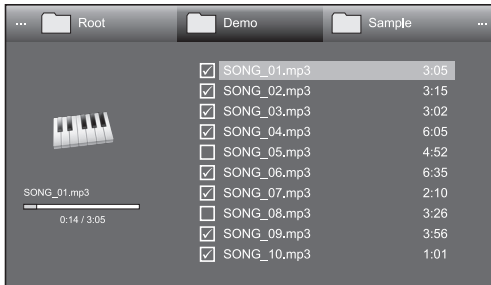 ... Root Demo Sample ...
SONG_01.mp3 3:05
SONG_02.mp3 3:15
SONG_03.mp3 3:02
SONG_04.mp3 6:05
SONG_05.mp3 4:52
SONG_06.mp3 6:35
SONG_07.mp3 2:10
SONG_08.mp3 3:26
SONG_09.mp3 3:56
SONG_10.mp3 1:01
SONG_01.mp3
0:14 / 3:05